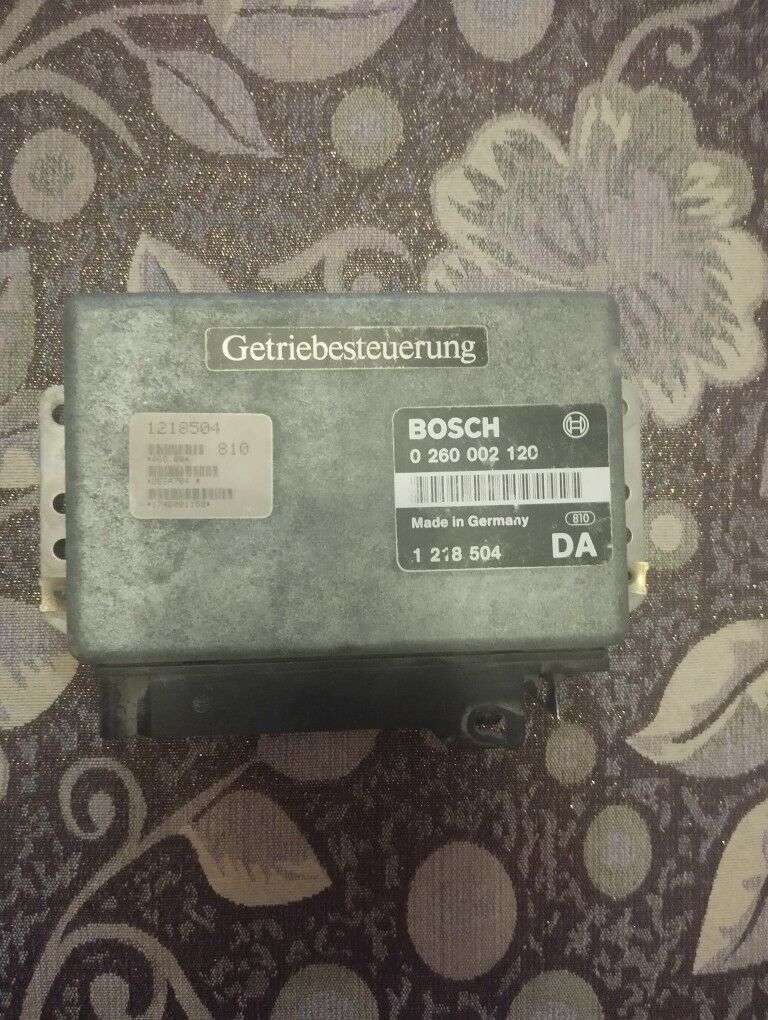 Getriebesteuerung
1218504
810
BOSCH
0 260 002 120
Made in Germany
810
1 218 504
DA